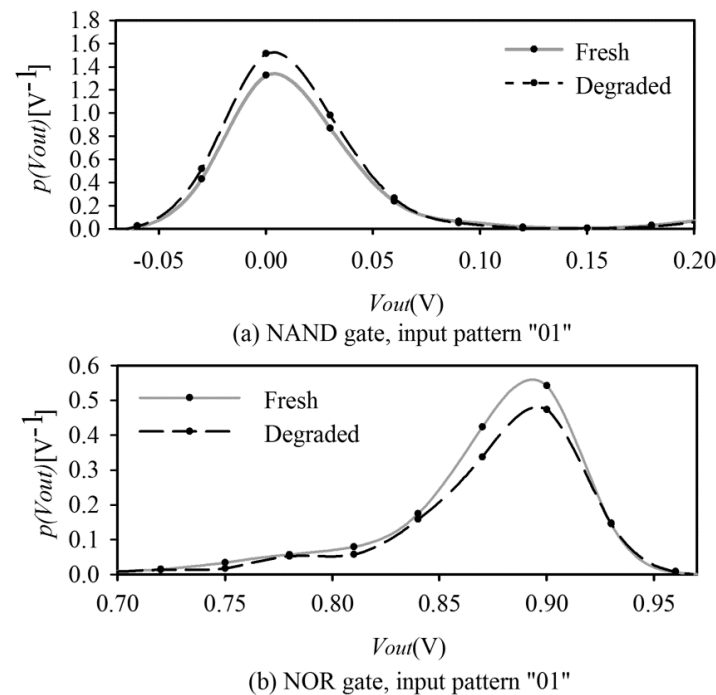 1.8
1.6
1.4
1.2
1.0
0.8
0.6
0.4
0.2
0.0
p(Vout)[V⁻¹]
Fresh
Degraded
-0.05 0.00 0.05 0.10 0.15 0.20
Vout(V)
(a) NAND gate, input pattern "01"
0.6
0.5
0.4
0.3
0.2
0.1
0.0
p(Vout)[V⁻¹]
Fresh
Degraded
0.70 0.75 0.80 0.85 0.90 0.95
Vout(V)
(b) NOR gate, input pattern "01"